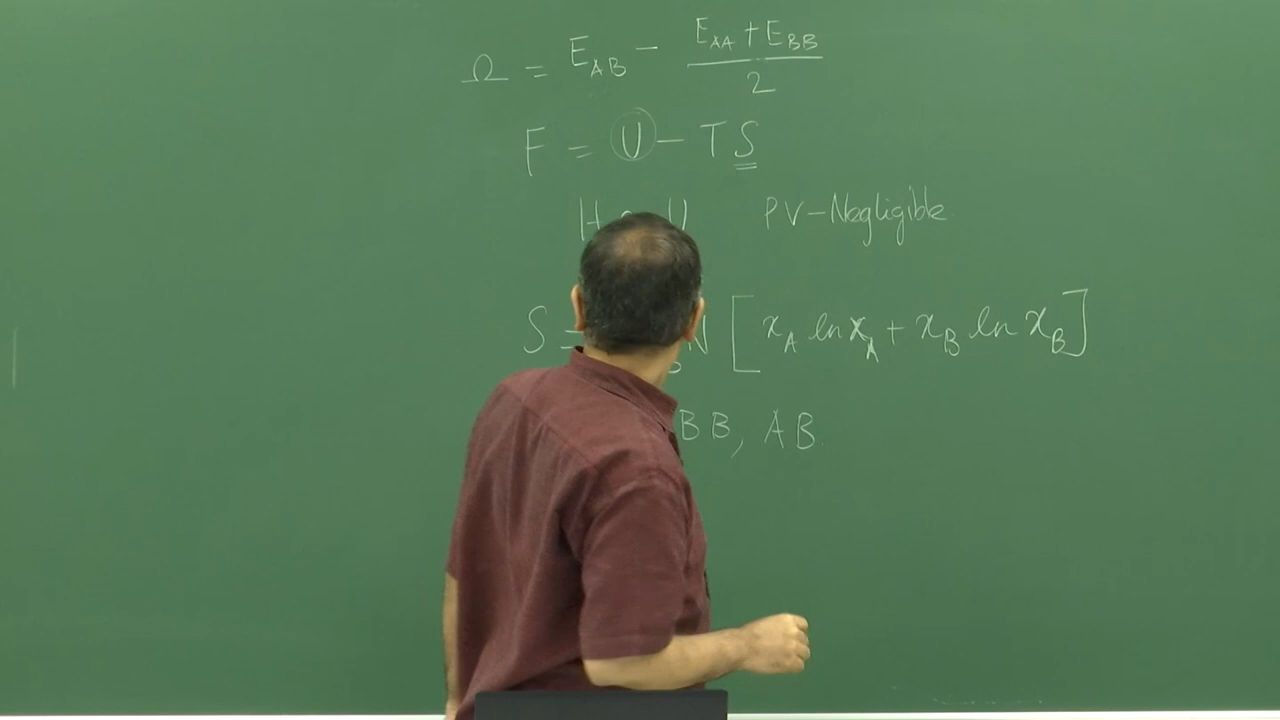 Ω = E_AB − (E_AA + E_BB) / 2
F = U − TS
H U PV – Negligible
S = N [x_A ln x_A + x_B ln x_B]
BB, AB